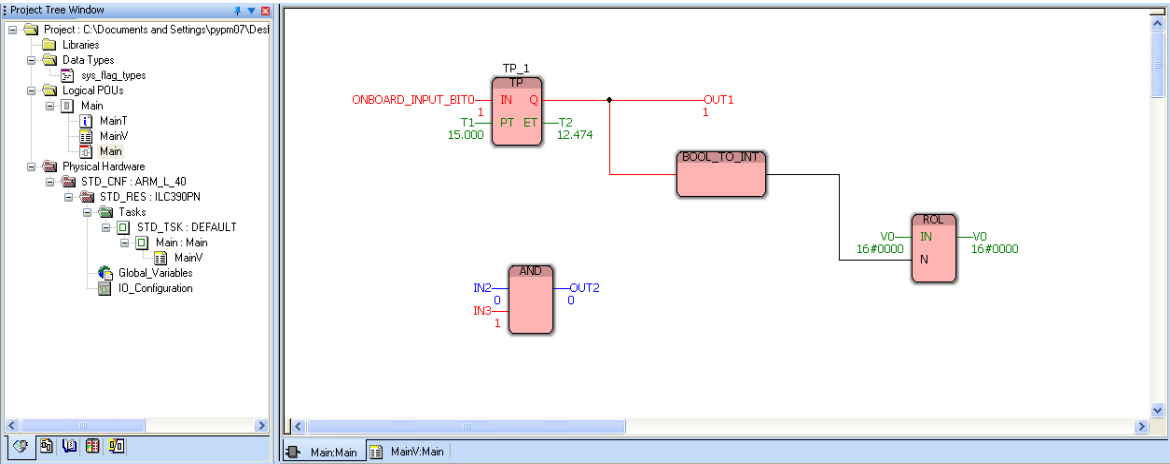 Project Tree Window
Project : C:\Documents and Settings\pypm07\Desl
Libraries
Data Types
sys_flag_types
Logical POUs
Main
MainT
MainV
Main
Physical Hardware
STD_CNF : ARM_L_40
STD_RES : ILC390PN
Tasks
STD_TSK : DEFAULT
Main : Main
MainV
Global_Variables
IO_Configuration
TP_1
TP
ONBOARD_INPUT_BIT0 IN Q OUT1
1 1
T1 PT ET T2
15.000 12.474
BOOL_TO_INT
ROL
V0 IN V0
16#0000 16#0000
N
AND
IN2 OUT2
0 0
IN3
1
Main:Main MainV:Main